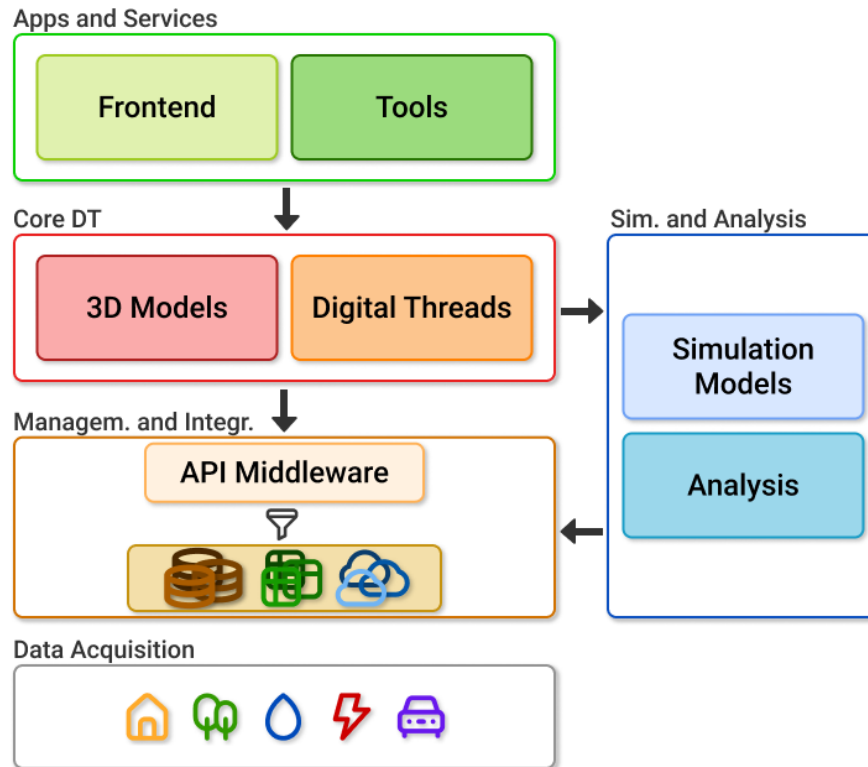 Apps and Services
Frontend
Tools
Core DT
3D Models
Digital Threads
Sim. and Analysis
Simulation
Models
Analysis
Managem. and Integr.
API Middleware
Data Acquisition